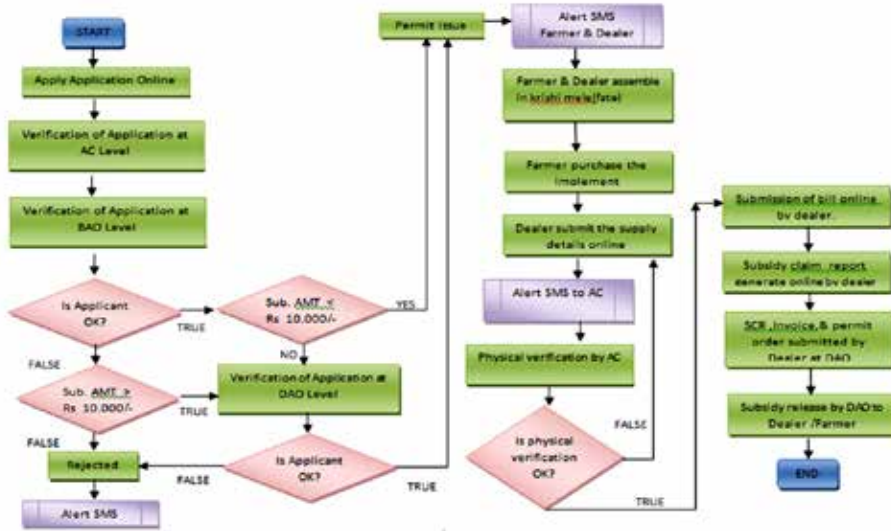 START
Apply Application Online
Verification of Application at
AC Level
Verification of Application at
BAO Level
Is Applicant
OK?
TRUE
FALSE
Sub. AMT <
Rs 10,000/-
YES
NO
Sub. AMT >
Rs 10,000/-
TRUE
FALSE
Verification of Application at
DAO Level
Is Applicant
OK?
FALSE
TRUE
Rejected
Alert SMS
Permit Issue
Alert SMS
Farmer & Dealer
Farmer & Dealer assemble
in krishi mela(fate)
Farmer purchase the
implement
Dealer submit the supply
details online
Alert SMS to AC
Physical verification by AC
Is physical
verification
OK?
FALSE
TRUE
Submission of bill online
by dealer.
Subsidy claim report
generate online by dealer
SCR ,Invoice,& permit
order submitted by
Dealer at DAO
Subsidy release by DAO to
Dealer /Farmer
END